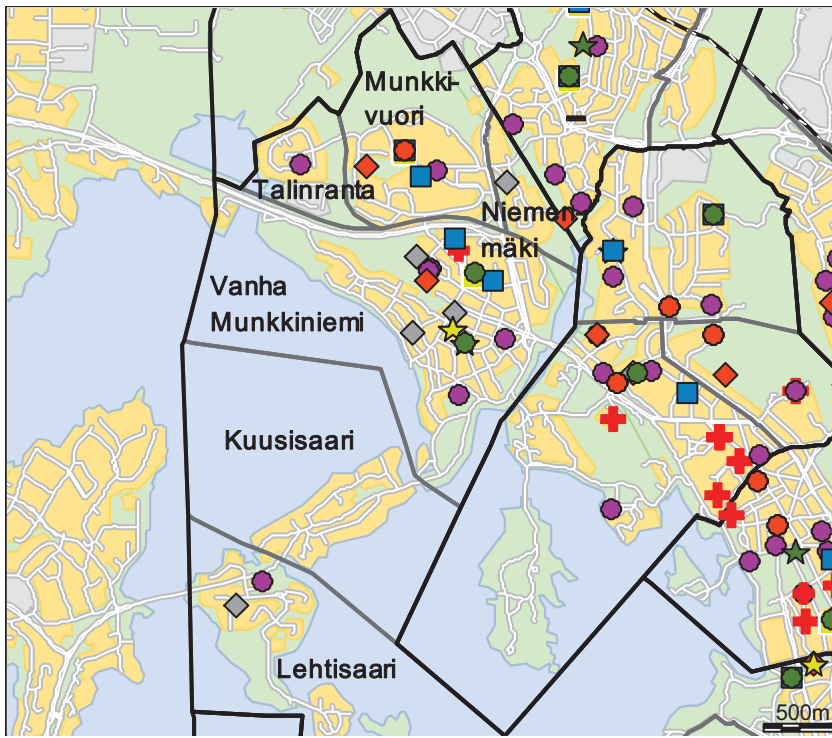 Munkki-
vuori
Talinranta
Niemen
mäki
Vanha
Munkkiniemi
Kuusisaari
Lehtisaari
500m